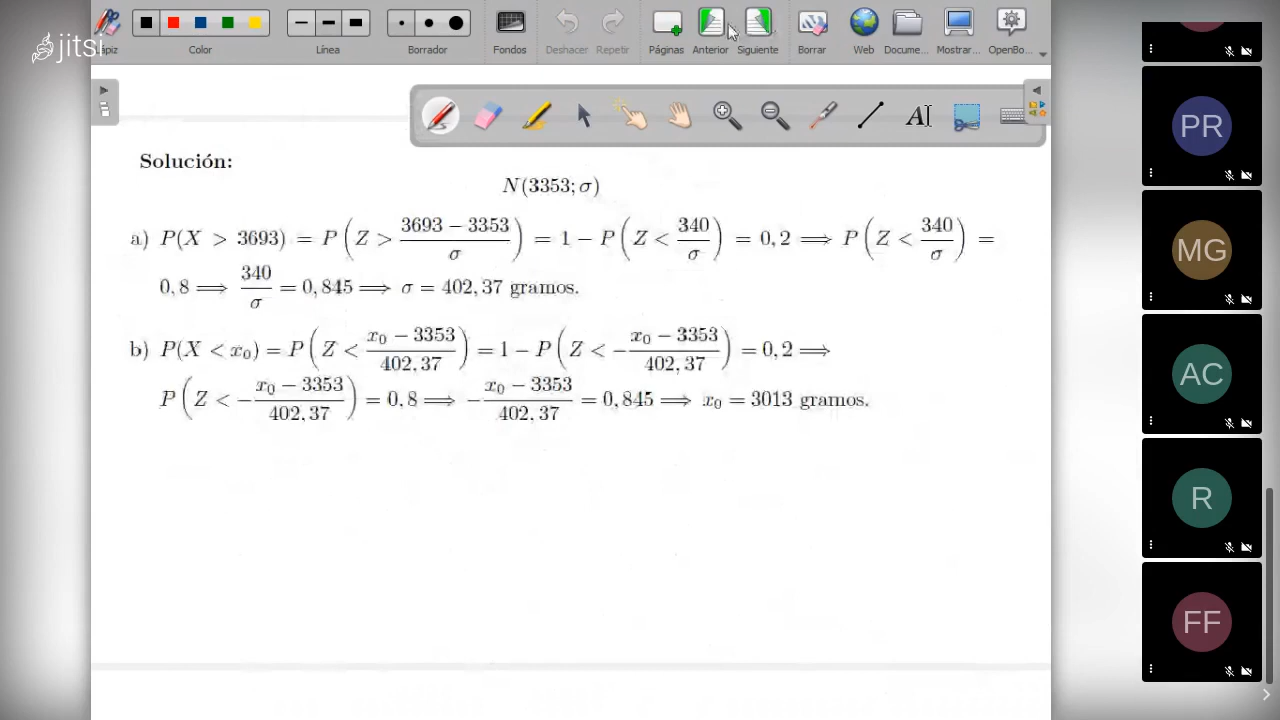 jitsi
Color
Línea
Borrador
Fondos
Deshacer
Repetir
Páginas
Anterior
Siguiente
Borrar
Web
Docume...
Mostrar...
OpenBo...
Solución:
N(3353; σ)
a) P(X > 3693) = P(Z > (3693 − 3353)/σ) = 1 − P(Z < 340/σ) = 0,2 ⟹ P(Z < 340/σ) =
0,8 ⟹ 340/σ = 0,845 ⟹ σ = 402,37 gramos.
b) P(X < x₀) = P(Z < (x₀ − 3353)/402,37) = 1 − P(Z < −(x₀ − 3353)/402,37) = 0,2 ⟹
P(Z < −(x₀ − 3353)/402,37) = 0,8 ⟹ −(x₀ − 3353)/402,37 = 0,845 ⟹ x₀ = 3013 gramos.
PR
MG
AC
R
FF